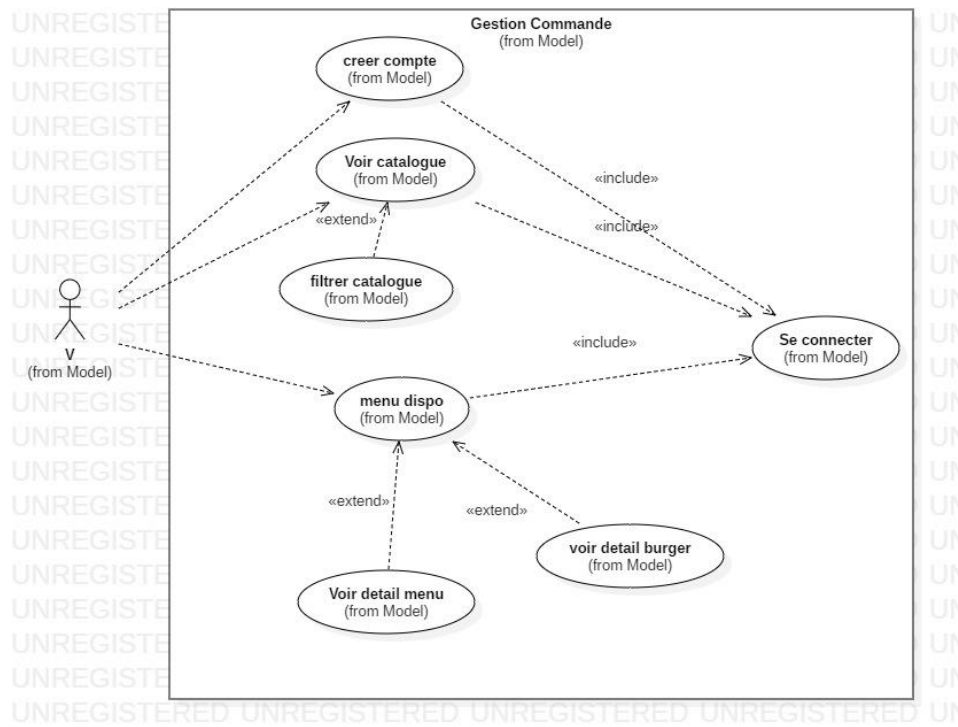 Gestion Commande
(from Model)
creer compte
(from Model)
Voir catalogue
(from Model)
«include»
«extend»
«include»
filtrer catalogue
(from Model)
V
(from Model)
Se connecter
(from Model)
«include»
menu dispo
(from Model)
«extend»
«extend»
voir detail burger
(from Model)
Voir detail menu
(from Model)
UNREGISTERED UNREGISTERED UNREGISTERED UNREGISTERED UN